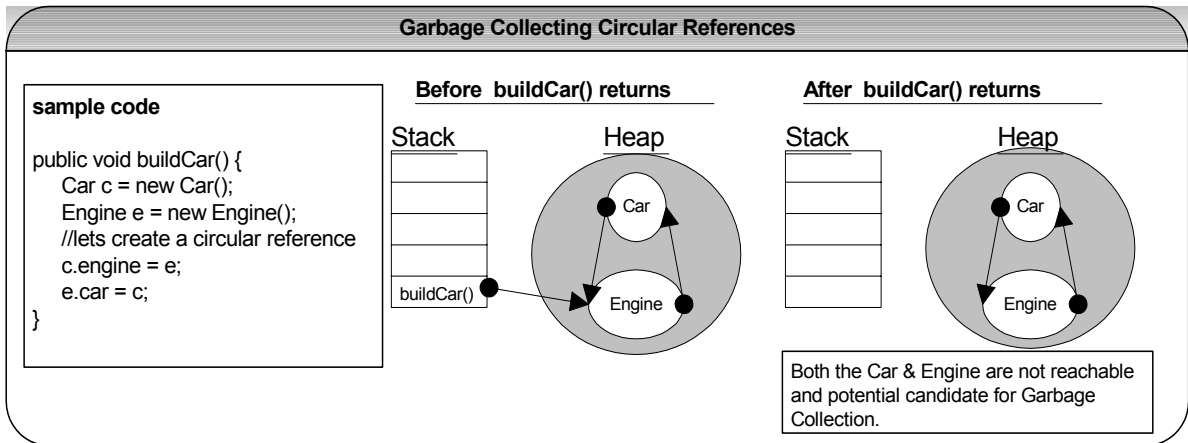 Garbage Collecting Circular References
sample code
public void buildCar() {
Car c = new Car();
Engine e = new Engine();
//lets create a circular reference
c.engine = e;
e.car = c;
}
Before buildCar() returns
Stack
Heap
Car
buildCar()
Engine
After buildCar() returns
Stack
Heap
Car
Engine
Both the Car & Engine are not reachable
and potential candidate for Garbage
Collection.